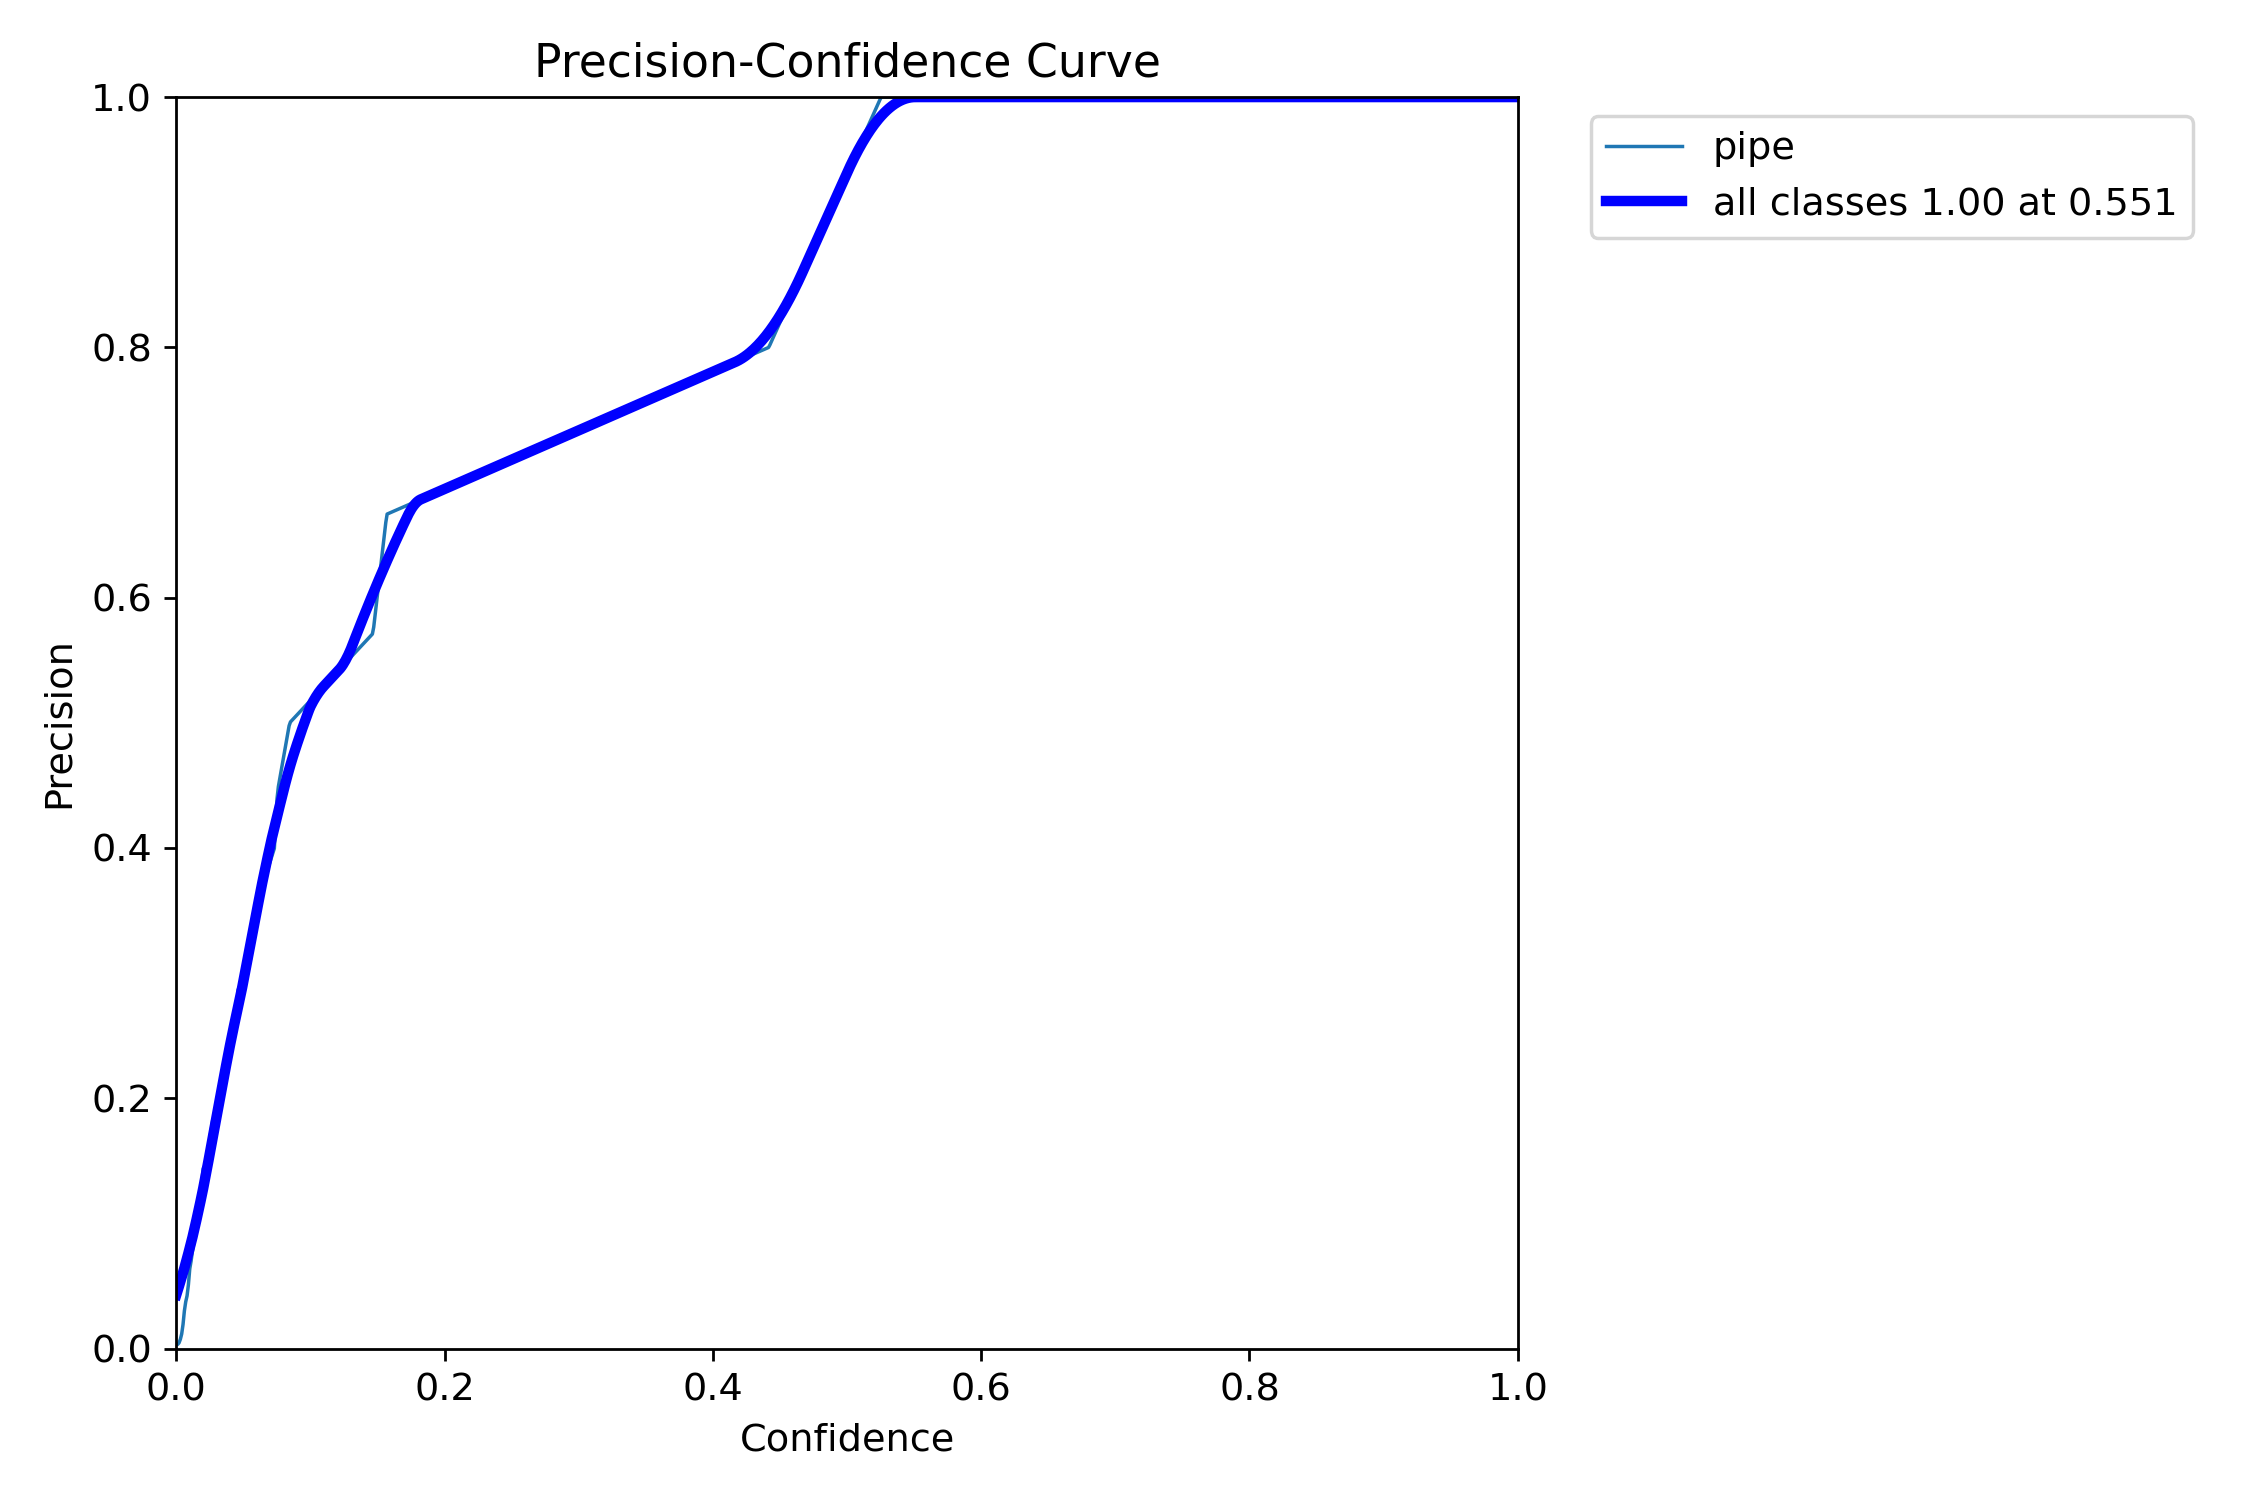 Precision-Confidence Curve
1.0
0.8
0.6
0.4
0.2
0.0
Precision
0.0 0.2 0.4 0.6 0.8 1.0
Confidence
pipe
all classes 1.00 at 0.551